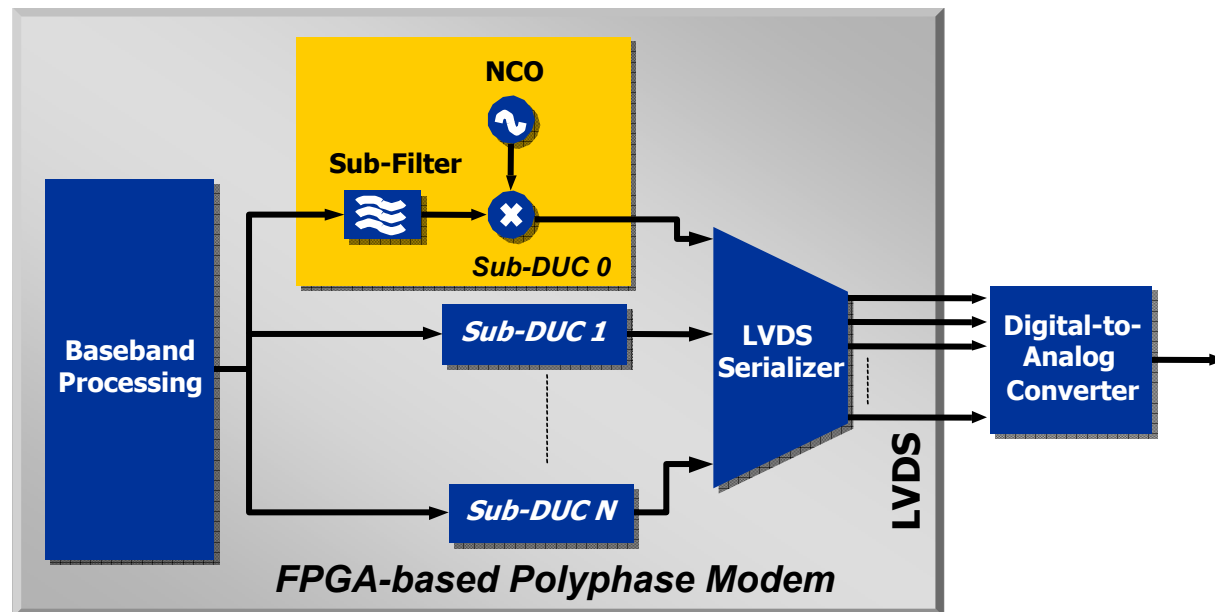 NCO
Sub-Filter
Sub-DUC 0
Baseband
Processing
Sub-DUC 1
LVDS
Serializer
Digital-to-
Analog
Converter
Sub-DUC N
LVDS
FPGA-based Polyphase Modem